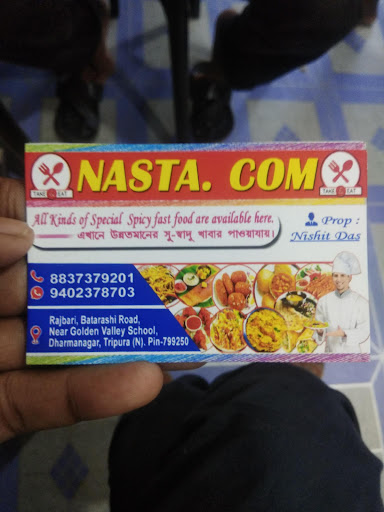 NASTA. COM
TAKE & EAT
TAKE & EAT
All Kinds of Special Spicy fast food are available here.
এখানে উন্নতমানের সু-স্বাদু খাবার পাওয়াযায়।
Prop :
Nishit Das
8837379201
9402378703
Rajbari, Batarashi Road,
Near Golden Valley School,
Dharmanagar, Tripura (N). Pin-799250